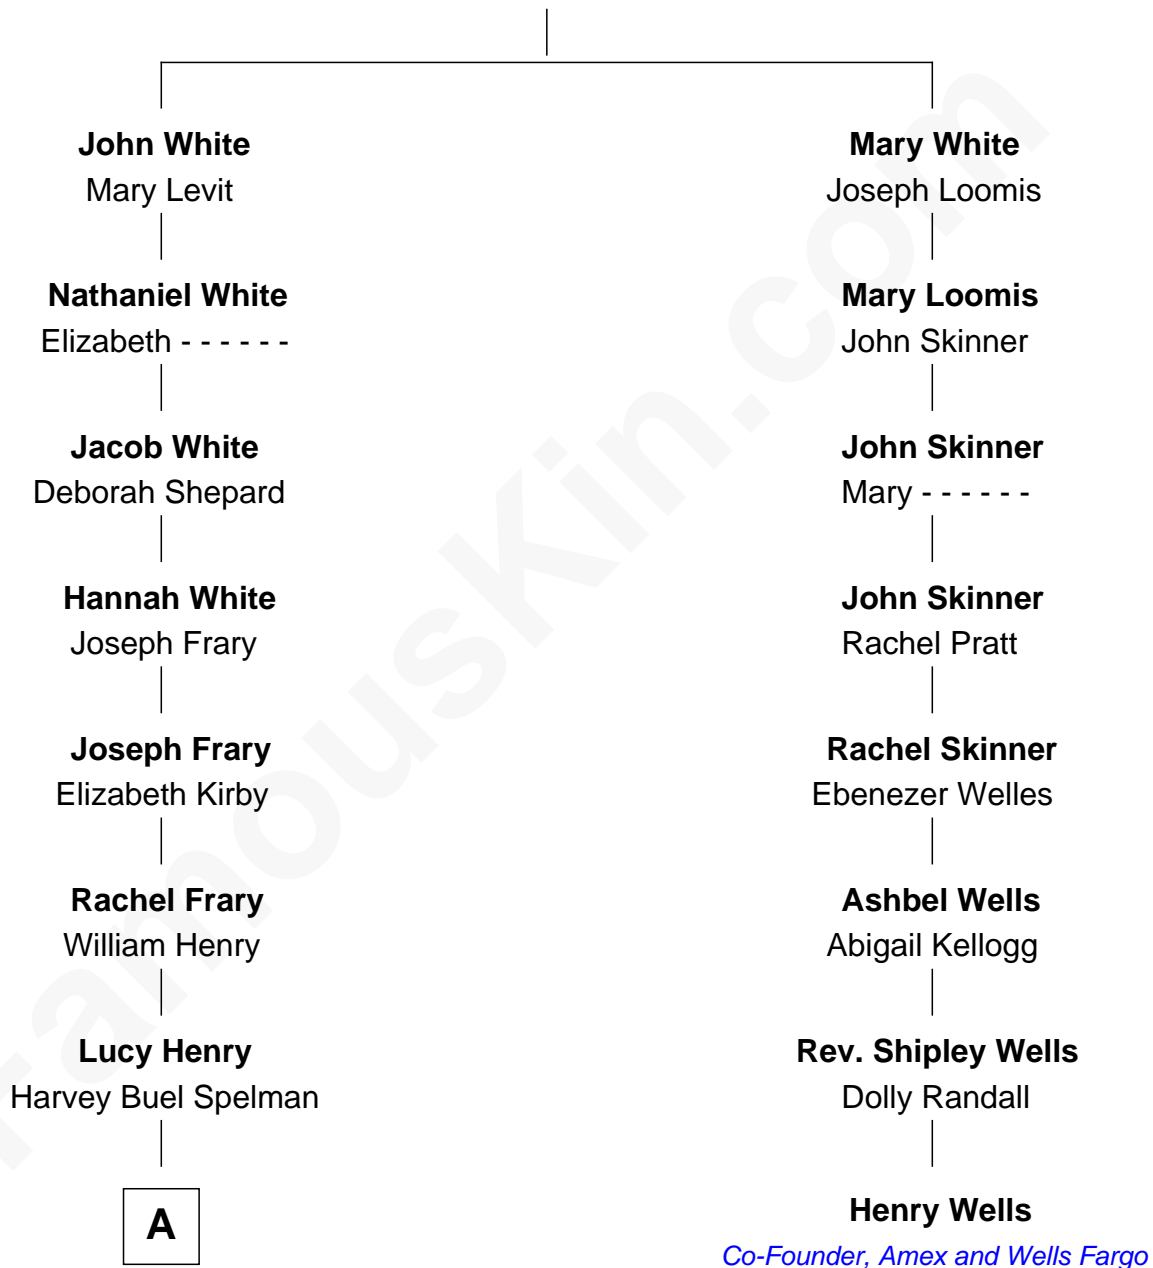 John White
Mary Levit
Nathaniel White
Elizabeth - - - - - -
Jacob White
Deborah Shepard
Hannah White
Joseph Frary
Joseph Frary
Elizabeth Kirby
Rachel Frary
William Henry
Lucy Henry
Harvey Buel Spelman
A
Mary White
Joseph Loomis
Mary Loomis
John Skinner
John Skinner
Mary - - - - - -
John Skinner
Rachel Pratt
Rachel Skinner
Ebenezer Welles
Ashbel Wells
Abigail Kellogg
Rev. Shipley Wells
Dolly Randall
Henry Wells
Co-Founder, Amex and Wells Fargo
FamousKin.com